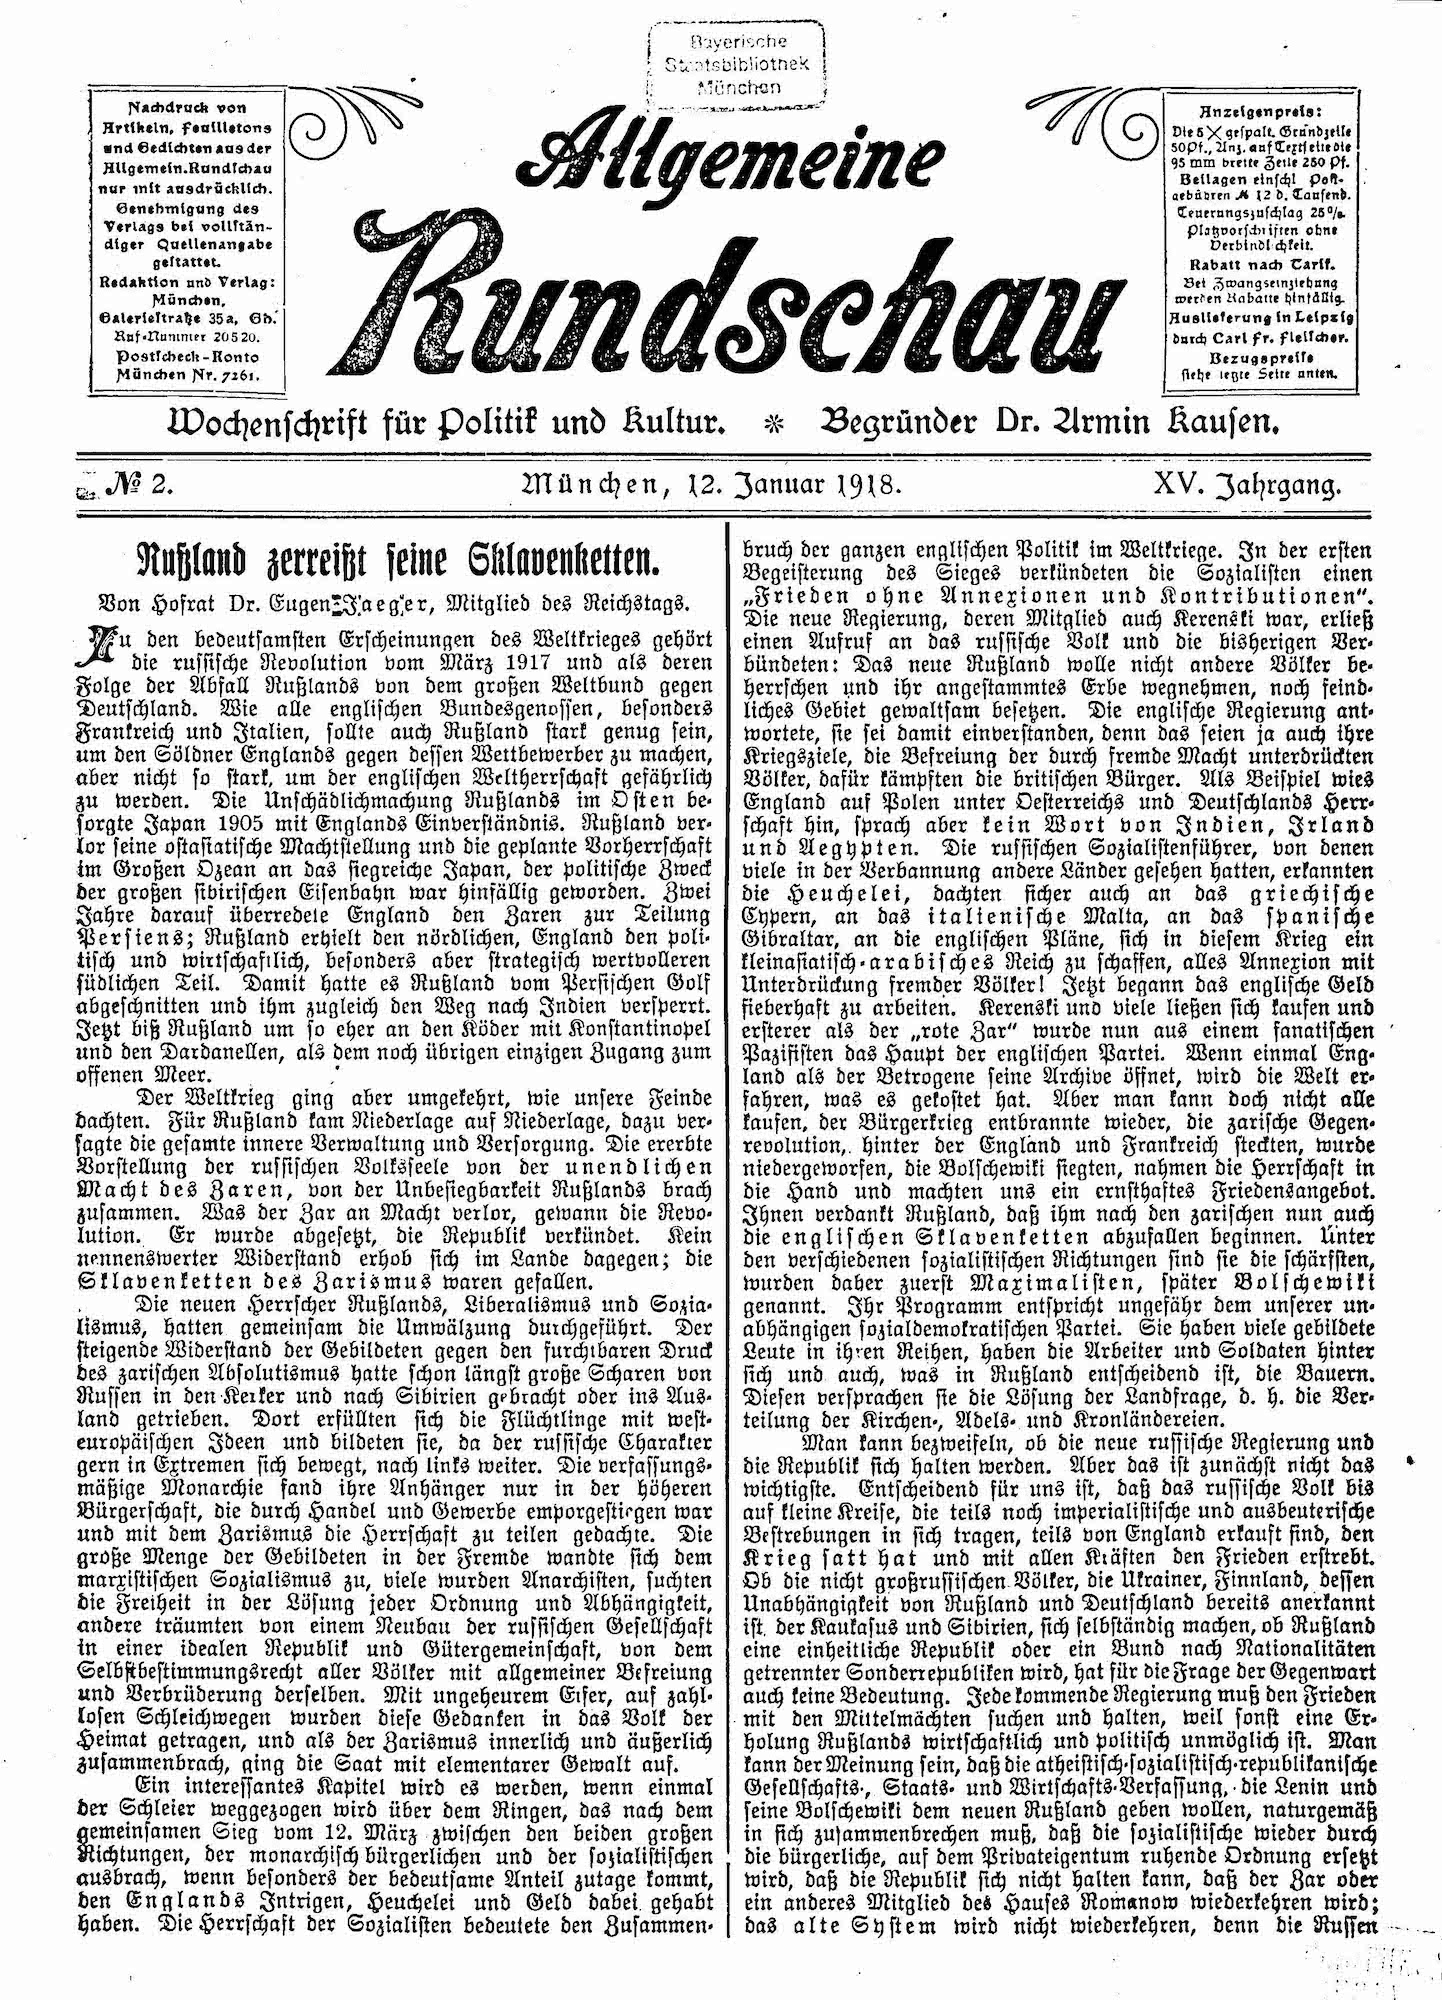 Bayerische
Staatsbibliothek
München
Nachdruck von
Artikeln, Feuilletons
und Gedichten aus der
Allgemein. Rundschau
nur mit ausdrücklich.
Genehmigung des
Verlags bei vollstän-
diger Quellenangabe
gestattet.
Redaktion und Verlag:
München,
Galeriestraße 35a, Gh.
Ruf-Nummer 20520.
Postscheck-Konto
München Nr. 7261.
Allgemeine
Rundschau
Anzeigenpreis:
Die 5 × gespalt. Grundzeile
50 Pf., Anz. auf Textseite die
95 mm breite Zeile 250 Pf.
Beilagen einschl. Post-
gebühren M 12 d. Tausend.
Teuerungszuschlag 25%.
Platzvorschriften ohne
Verbindlichkeit.
Rabatt nach Tarif.
Bei Zwangseinziehung
werden Rabatte hinfällig.
Auslieferung in Leipzig
durch Carl Fr. Fleischer.
Bezugspreise
siehe letzte Seite unten.
Wochenschrift für Politik und Kultur. * Begründer Dr. Armin Kausen.
№ 2. München, 12. Januar 1918. XV. Jahrgang.
Rußland zerreißt seine Sklavenketten.
Von Hofrat Dr. Eugen Jaeger, Mitglied des Reichstags.
Zu den bedeutsamsten Erscheinungen des Weltkrieges gehört
die russische Revolution vom März 1917 und als deren
Folge der Abfall Rußlands von dem großen Weltbund gegen
Deutschland. Wie alle englischen Bundesgenossen, besonders
Frankreich und Italien, sollte auch Rußland stark genug sein,
um den Söldner Englands gegen dessen Wettbewerber zu machen,
aber nicht so stark, um der englischen Weltherrschaft gefährlich
zu werden. Die Unschädlichmachung Rußlands im Osten be-
sorgte Japan 1905 mit Englands Einverständnis. Rußland ver-
lor seine ostasiatische Machtstellung und die geplante Vorherrschaft
im Großen Ozean an das siegreiche Japan, der politische Zweck
der großen sibirischen Eisenbahn war hinfällig geworden. Zwei
Jahre darauf überredete England den Zaren zur Teilung
Persiens; Rußland erhielt den nördlichen, England den poli-
tisch und wirtschaftlich, besonders aber strategisch wertvolleren
südlichen Teil. Damit hatte es Rußland vom Persischen Golf
abgeschnitten und ihm zugleich den Weg nach Indien versperrt.
Jetzt biß Rußland um so eher an den Köder mit Konstantinopel
und den Dardanellen, als dem noch übrigen einzigen Zugang zum
offenen Meer.
Der Weltkrieg ging aber umgekehrt, wie unsere Feinde
dachten. Für Rußland kam Niederlage auf Niederlage, dazu ver-
sagte die gesamte innere Verwaltung und Versorgung. Die ererbte
Vorstellung der russischen Volksseele von der unendlichen
Macht des Zaren, von der Unbesiegbarkeit Rußlands brach
zusammen. Was der Zar an Macht verlor, gewann die Revo-
lution. Er wurde abgesetzt, die Republik verkündet. Kein
nennenswerter Widerstand erhob sich im Lande dagegen; die
Sklavenketten des Zarismus waren gefallen.
Die neuen Herrscher Rußlands, Liberalismus und Sozia-
lismus, hatten gemeinsam die Umwälzung durchgeführt. Der
steigende Widerstand der Gebildeten gegen den furchtbaren Druck
des zarischen Absolutismus hatte schon längst große Scharen von
Russen in den Kerker und nach Sibirien gebracht oder ins Aus-
land getrieben. Dort erfüllten sich die Flüchtlinge mit west-
europäischen Ideen und bildeten sie, da der russische Charakter
gern in Extremen sich bewegt, nach links weiter. Die verfassungs-
mäßige Monarchie fand ihre Anhänger nur in der höheren
Bürgerschaft, die durch Handel und Gewerbe emporgestiegen war
und mit dem Zarismus die Herrschaft zu teilen gedachte. Die
große Menge der Gebildeten in der Fremde wandte sich dem
marxistischen Sozialismus zu, viele wurden Anarchisten, suchten
die Freiheit in der Lösung jeder Ordnung und Abhängigkeit,
andere träumten von einem Neubau der russischen Gesellschaft
in einer idealen Republik und Gütergemeinschaft, von dem
Selbstbestimmungsrecht aller Völker mit allgemeiner Befreiung
und Verbrüderung derselben. Mit ungeheurem Eifer, auf zahl-
losen Schleichwegen wurden diese Gedanken in das Volk der
Heimat getragen, und als der Zarismus innerlich und äußerlich
zusammenbrach, ging die Saat mit elementarer Gewalt auf.
Ein interessantes Kapitel wird es werden, wenn einmal
der Schleier weggezogen wird über dem Ringen, das nach dem
gemeinsamen Sieg vom 12. März zwischen den beiden großen
Richtungen, der monarchisch bürgerlichen und der sozialistischen
ausbrach, wenn besonders der bedeutsame Anteil zutage kommt,
den Englands Intrigen, Heuchelei und Geld dabei gehabt
haben. Die Herrschaft der Sozialisten bedeutete den Zusammen-
bruch der ganzen englischen Politik im Weltkriege. In der ersten
Begeisterung des Sieges verkündeten die Sozialisten einen
„Frieden ohne Annexionen und Kontributionen“.
Die neue Regierung, deren Mitglied auch Kerenski war, erließ
einen Aufruf an das russische Volk und die bisherigen Ver-
bündeten: Das neue Rußland wolle nicht andere Völker be-
herrschen und ihr angestammtes Erbe wegnehmen, noch feind-
liches Gebiet gewaltsam besetzen. Die englische Regierung ant-
wortete, sie sei damit einverstanden, denn das seien ja auch ihre
Kriegsziele, die Befreiung der durch fremde Macht unterdrückten
Völker, dafür kämpften die britischen Bürger. Als Beispiel wies
England auf Polen unter Oesterreichs und Deutschlands Herr-
schaft hin, sprach aber kein Wort von Indien, Irland
und Aegypten. Die russischen Sozialistenführer, von denen
viele in der Verbannung andere Länder gesehen hatten, erkannten
die Heuchelei, dachten sicher auch an das griechische
Cypern, an das italienische Malta, an das spanische
Gibraltar, an die englischen Pläne, sich in diesem Krieg ein
kleinasiatisch-arabisches Reich zu schaffen, alles Annexion mit
Unterdrückung fremder Völker! Jetzt begann das englische Geld
fieberhaft zu arbeiten. Kerenski und viele ließen sich kaufen und
ersterer als der „rote Zar“ wurde nun aus einem fanatischen
Pazifisten das Haupt der englischen Partei. Wenn einmal Eng-
land als der Betrogene seine Archive öffnet, wird die Welt er-
fahren, was es gekostet hat. Aber man kann doch nicht alle
kaufen, der Bürgerkrieg entbrannte wieder, die zarische Gegen-
revolution, hinter der England und Frankreich steckten, wurde
niedergeworfen, die Bolschewiki siegten, nahmen die Herrschaft in
die Hand und machten uns ein ernsthaftes Friedensangebot.
Ihnen verdankt Rußland, daß ihm nach den zarischen nun auch
die englischen Sklavenketten abzufallen beginnen. Unter
den verschiedenen sozialistischen Richtungen sind sie die schärfsten,
wurden daher zuerst Maximalisten, später Bolschewiki
genannt. Ihr Programm entspricht ungefähr dem unserer un-
abhängigen sozialdemokratischen Partei. Sie haben viele gebildete
Leute in ihren Reihen, haben die Arbeiter und Soldaten hinter
sich und auch, was in Rußland entscheidend ist, die Bauern.
Diesen versprachen sie die Lösung der Landfrage, d. h. die Ver-
teilung der Kirchen-, Adels- und Kronländereien.
Man kann bezweifeln, ob die neue russische Regierung und
die Republik sich halten werden. Aber das ist zunächst nicht das
wichtigste. Entscheidend für uns ist, daß das russische Volk bis
auf kleine Kreise, die teils noch imperialistische und ausbeuterische
Bestrebungen in sich tragen, teils von England erkauft sind, den
Krieg satt hat und mit allen Kräften den Frieden erstrebt.
Ob die nicht großrussischen Völker, die Ukrainer, Finnland, dessen
Unabhängigkeit von Rußland und Deutschland bereits anerkannt
ist, der Kaukasus und Sibirien, sich selbständig machen, ob Rußland
eine einheitliche Republik oder ein Bund nach Nationalitäten
getrennter Sonderrepubliken wird, hat für die Frage der Gegenwart
auch keine Bedeutung. Jede kommende Regierung muß den Frieden
mit den Mittelmächten suchen und halten, weil sonst eine Er-
holung Rußlands wirtschaftlich und politisch unmöglich ist. Man
kann der Meinung sein, daß die atheistisch-sozialistisch-republikanische
Gesellschafts-, Staats- und Wirtschafts-Verfassung, die Lenin und
seine Bolschewiki dem neuen Rußland geben wollen, naturgemäß
in sich zusammenbrechen muß, daß die sozialistische wieder durch
die bürgerliche, auf dem Privateigentum ruhende Ordnung ersetzt
wird, daß die Republik sich nicht halten kann, daß der Zar oder
ein anderes Mitglied des Hauses Romanow wiederkehren wird;
das alte System wird nicht wiederkehren, denn die Russen